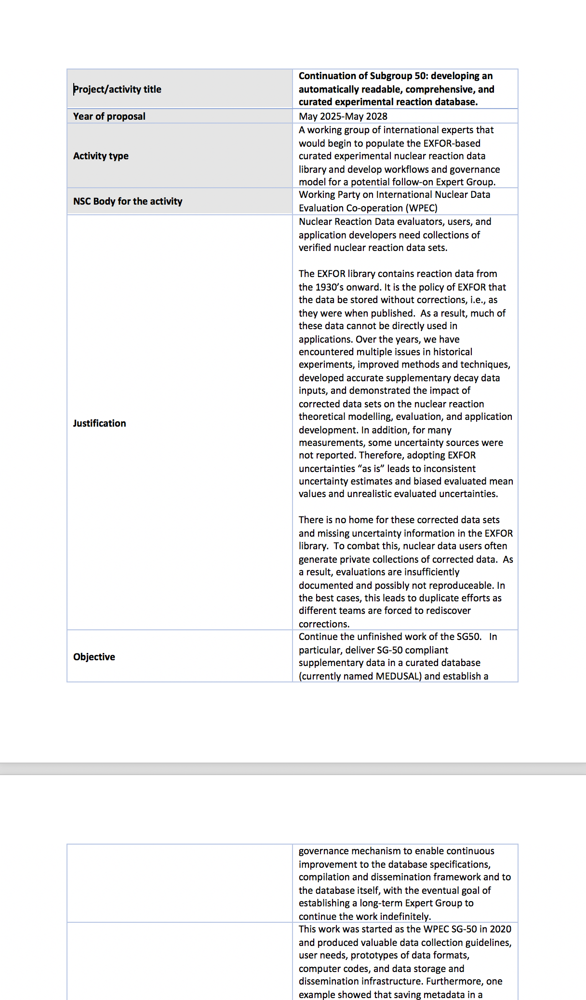 Project/activity title
Continuation of Subgroup 50: developing an
automatically readable, comprehensive, and
curated experimental reaction database.
Year of proposal
May 2025-May 2028
Activity type
A working group of international experts that
would begin to populate the EXFOR-based
curated experimental nuclear reaction data
library and develop workflows and governance
model for a potential follow-on Expert Group.
NSC Body for the activity
Working Party on International Nuclear Data
Evaluation Co-operation (WPEC)
Justification
Nuclear Reaction Data evaluators, users, and
application developers need collections of
verified nuclear reaction data sets.
The EXFOR library contains reaction data from
the 1930’s onward. It is the policy of EXFOR that
the data be stored without corrections, i.e., as
they were when published.  As a result, much of
these data cannot be directly used in
applications. Over the years, we have
encountered multiple issues in historical
experiments, improved methods and techniques,
developed accurate supplementary decay data
inputs, and demonstrated the impact of
corrected data sets on the nuclear reaction
theoretical modelling, evaluation, and application
development. In addition, for many
measurements, some uncertainty sources were
not reported. Therefore, adopting EXFOR
uncertainties “as is” leads to inconsistent
uncertainty estimates and biased evaluated mean
values and unrealistic evaluated uncertainties.
There is no home for these corrected data sets
and missing uncertainty information in the EXFOR
library.  To combat this, nuclear data users often
generate private collections of corrected data.  As
a result, evaluations are insufficiently
documented and possibly not reproduceable. In
the best cases, this leads to duplicate efforts as
different teams are forced to rediscover
corrections.
Objective
Continue the unfinished work of the SG50.   In
particular, deliver SG-50 compliant
supplementary data in a curated database
(currently named MEDUSAL) and establish a
governance mechanism to enable continuous
improvement to the database specifications,
compilation and dissemination framework and to
the database itself, with the eventual goal of
establishing a long-term Expert Group to
continue the work indefinitely.
This work was started as the WPEC SG-50 in 2020
and produced valuable data collection guidelines,
user needs, prototypes of data formats,
computer codes, and data storage and
dissemination infrastructure. Furthermore, one
example showed that saving metadata in a